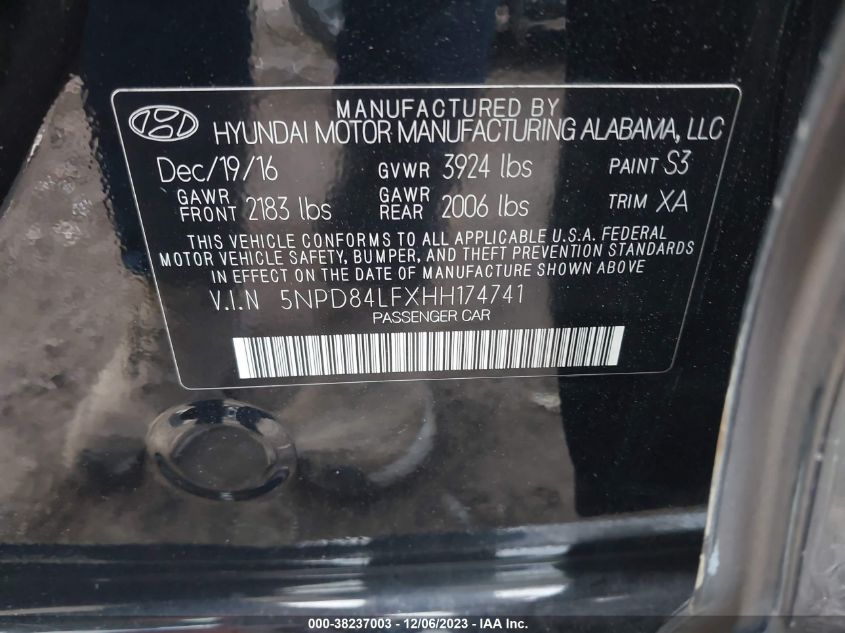 MANUFACTURED BY
HYUNDAI MOTOR MANUFACTURING ALABAMA, LLC
Dec/19/16 GVWR 3924 lbs PAINT S3
GAWR FRONT 2183 lbs GAWR REAR 2006 lbs TRIM XA
THIS VEHICLE CONFORMS TO ALL APPLICABLE U.S.A. FEDERAL
MOTOR VEHICLE SAFETY, BUMPER, AND THEFT PREVENTION STANDARDS
IN EFFECT ON THE DATE OF MANUFACTURE SHOWN ABOVE
V.I.N 5NPD84LFXHH174741
PASSENGER CAR
000-38237003 - 12/06/2023 - IAA Inc.